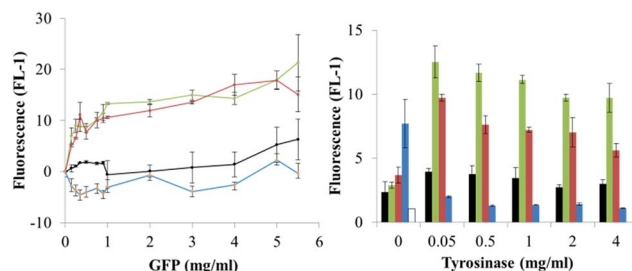 Fluorescence (FL-1)
30
20
10
0
-10
0 1 2 3 4 5 6
GFP (mg/ml)
Fluorescence (FL-1)
15
10
5
0
0 0.05 0.5 1 2 4
Tyrosinase (mg/ml)